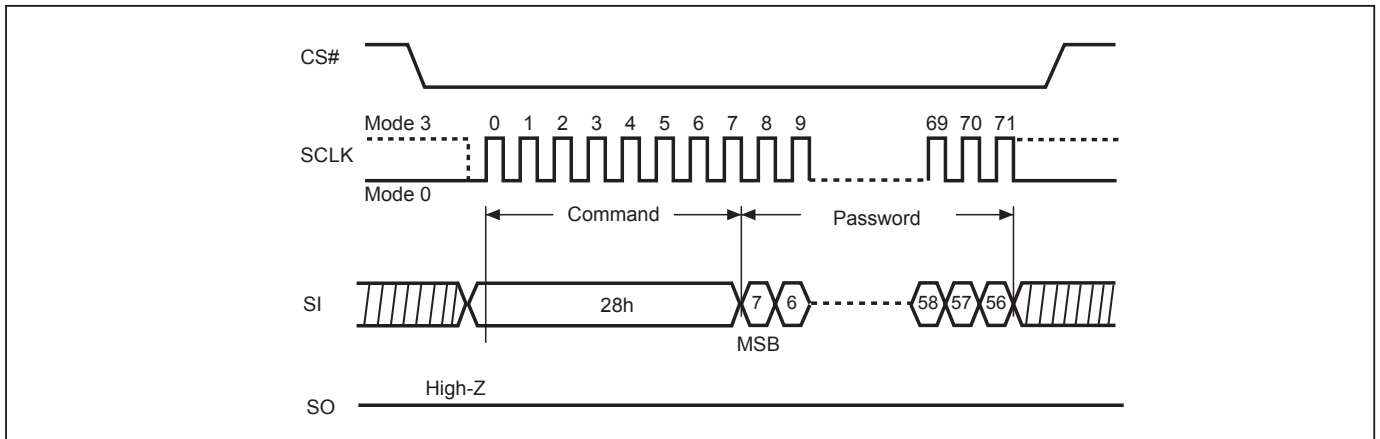 CS#
Mode 3 0 1 2 3 4 5 6 7 8 9 69 70 71
SCLK
Mode 0
Command Password
SI 28h 7 6 58 57 56
MSB
High-Z
SO